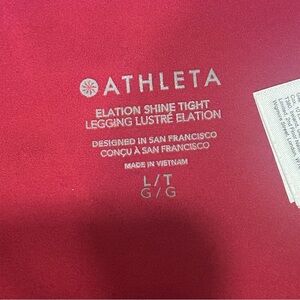 ATHLETA
ELATION SHINE TIGHT
LEGGING LUSTRÉ ELATION
DESIGNED IN SAN FRANCISCO
CONÇU À SAN FRANCISCO
MADE IN VIETNAM
L/T
G/G